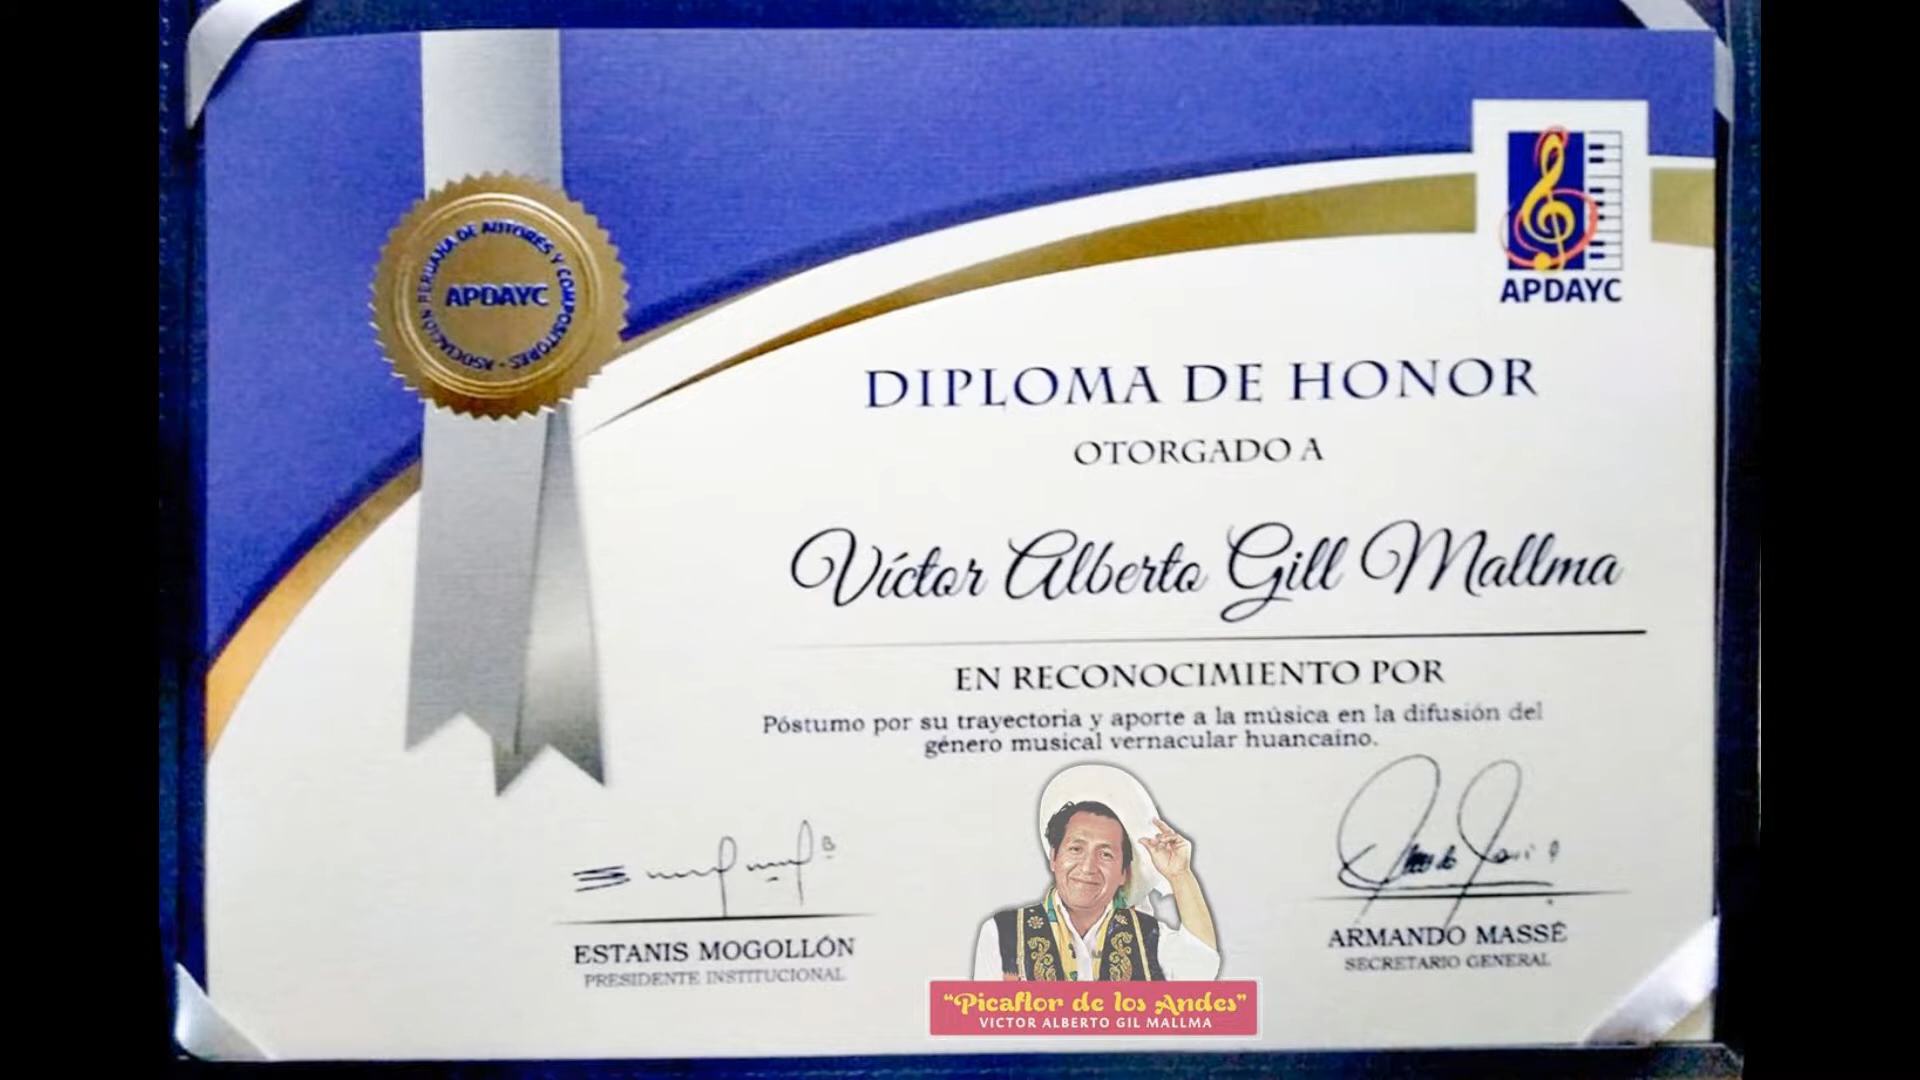 ASOCIACIÓN PERUANA DE AUTORES Y COMPOSITORES -
APDAYC
APDAYC
DIPLOMA DE HONOR
OTORGADO A
Víctor Alberto Gill Mallma
EN RECONOCIMIENTO POR
Póstumo por su trayectoria y aporte a la música en la difusión del
género musical vernacular huancaíno.
ESTANIS MOGOLLÓN
PRESIDENTE INSTITUCIONAL
ARMANDO MASSÉ
SECRETARIO GENERAL
"Picaflor de los Andes"
VICTOR ALBERTO GIL MALLMA